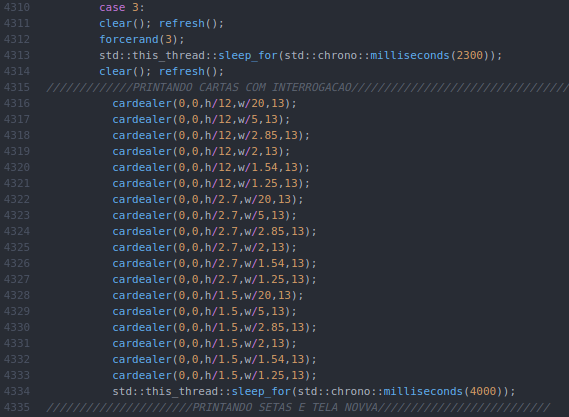 4310 case 3:
4311 clear(); refresh();
4312 forcerand(3);
4313 std::this_thread::sleep_for(std::chrono::milliseconds(2300));
4314 clear(); refresh();
4315 /////////////PRINTANDO CARTAS COM INTERROGACAO/////////////////////////////////
4316 cardealer(0,0,h/12,w/20,13);
4317 cardealer(0,0,h/12,w/5,13);
4318 cardealer(0,0,h/12,w/2.85,13);
4319 cardealer(0,0,h/12,w/2,13);
4320 cardealer(0,0,h/12,w/1.54,13);
4321 cardealer(0,0,h/12,w/1.25,13);
4322 cardealer(0,0,h/2.7,w/20,13);
4323 cardealer(0,0,h/2.7,w/5,13);
4324 cardealer(0,0,h/2.7,w/2.85,13);
4325 cardealer(0,0,h/2.7,w/2,13);
4326 cardealer(0,0,h/2.7,w/1.54,13);
4327 cardealer(0,0,h/2.7,w/1.25,13);
4328 cardealer(0,0,h/1.5,w/20,13);
4329 cardealer(0,0,h/1.5,w/5,13);
4330 cardealer(0,0,h/1.5,w/2.85,13);
4331 cardealer(0,0,h/1.5,w/2,13);
4332 cardealer(0,0,h/1.5,w/1.54,13);
4333 cardealer(0,0,h/1.5,w/1.25,13);
4334 std::this_thread::sleep_for(std::chrono::milliseconds(4000));
4335 //////////////////////PRINTANDO SETAS E TELA NOVVA//////////////////////////